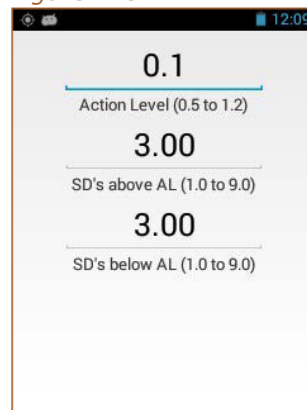 12:09
0.1
Action Level (0.5 to 1.2)
3.00
SD's above AL (1.0 to 9.0)
3.00
SD's below AL (1.0 to 9.0)